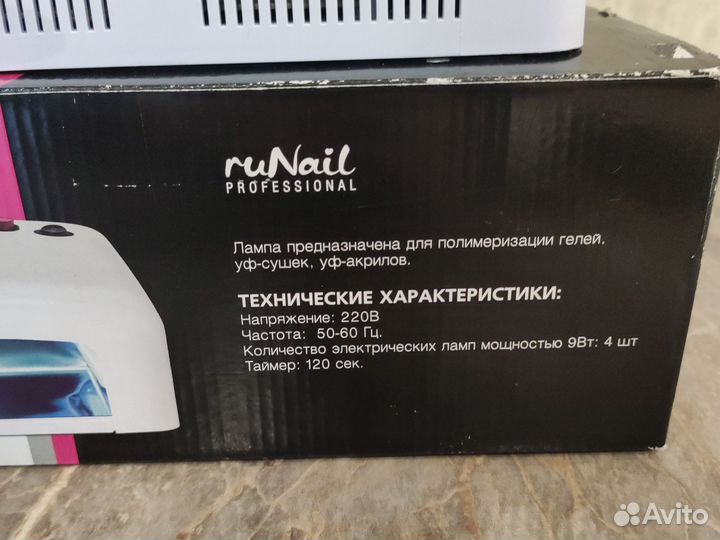 ruNail
PROFESSIONAL
Лампа предназначена для полимеризации гелей,
уф-сушек, уф-акрилов.
ТЕХНИЧЕСКИЕ ХАРАКТЕРИСТИКИ:
Напряжение: 220В
Частота: 50-60 Гц.
Количество электрических ламп мощностью 9Вт: 4 шт
Таймер: 120 сек.
Avito